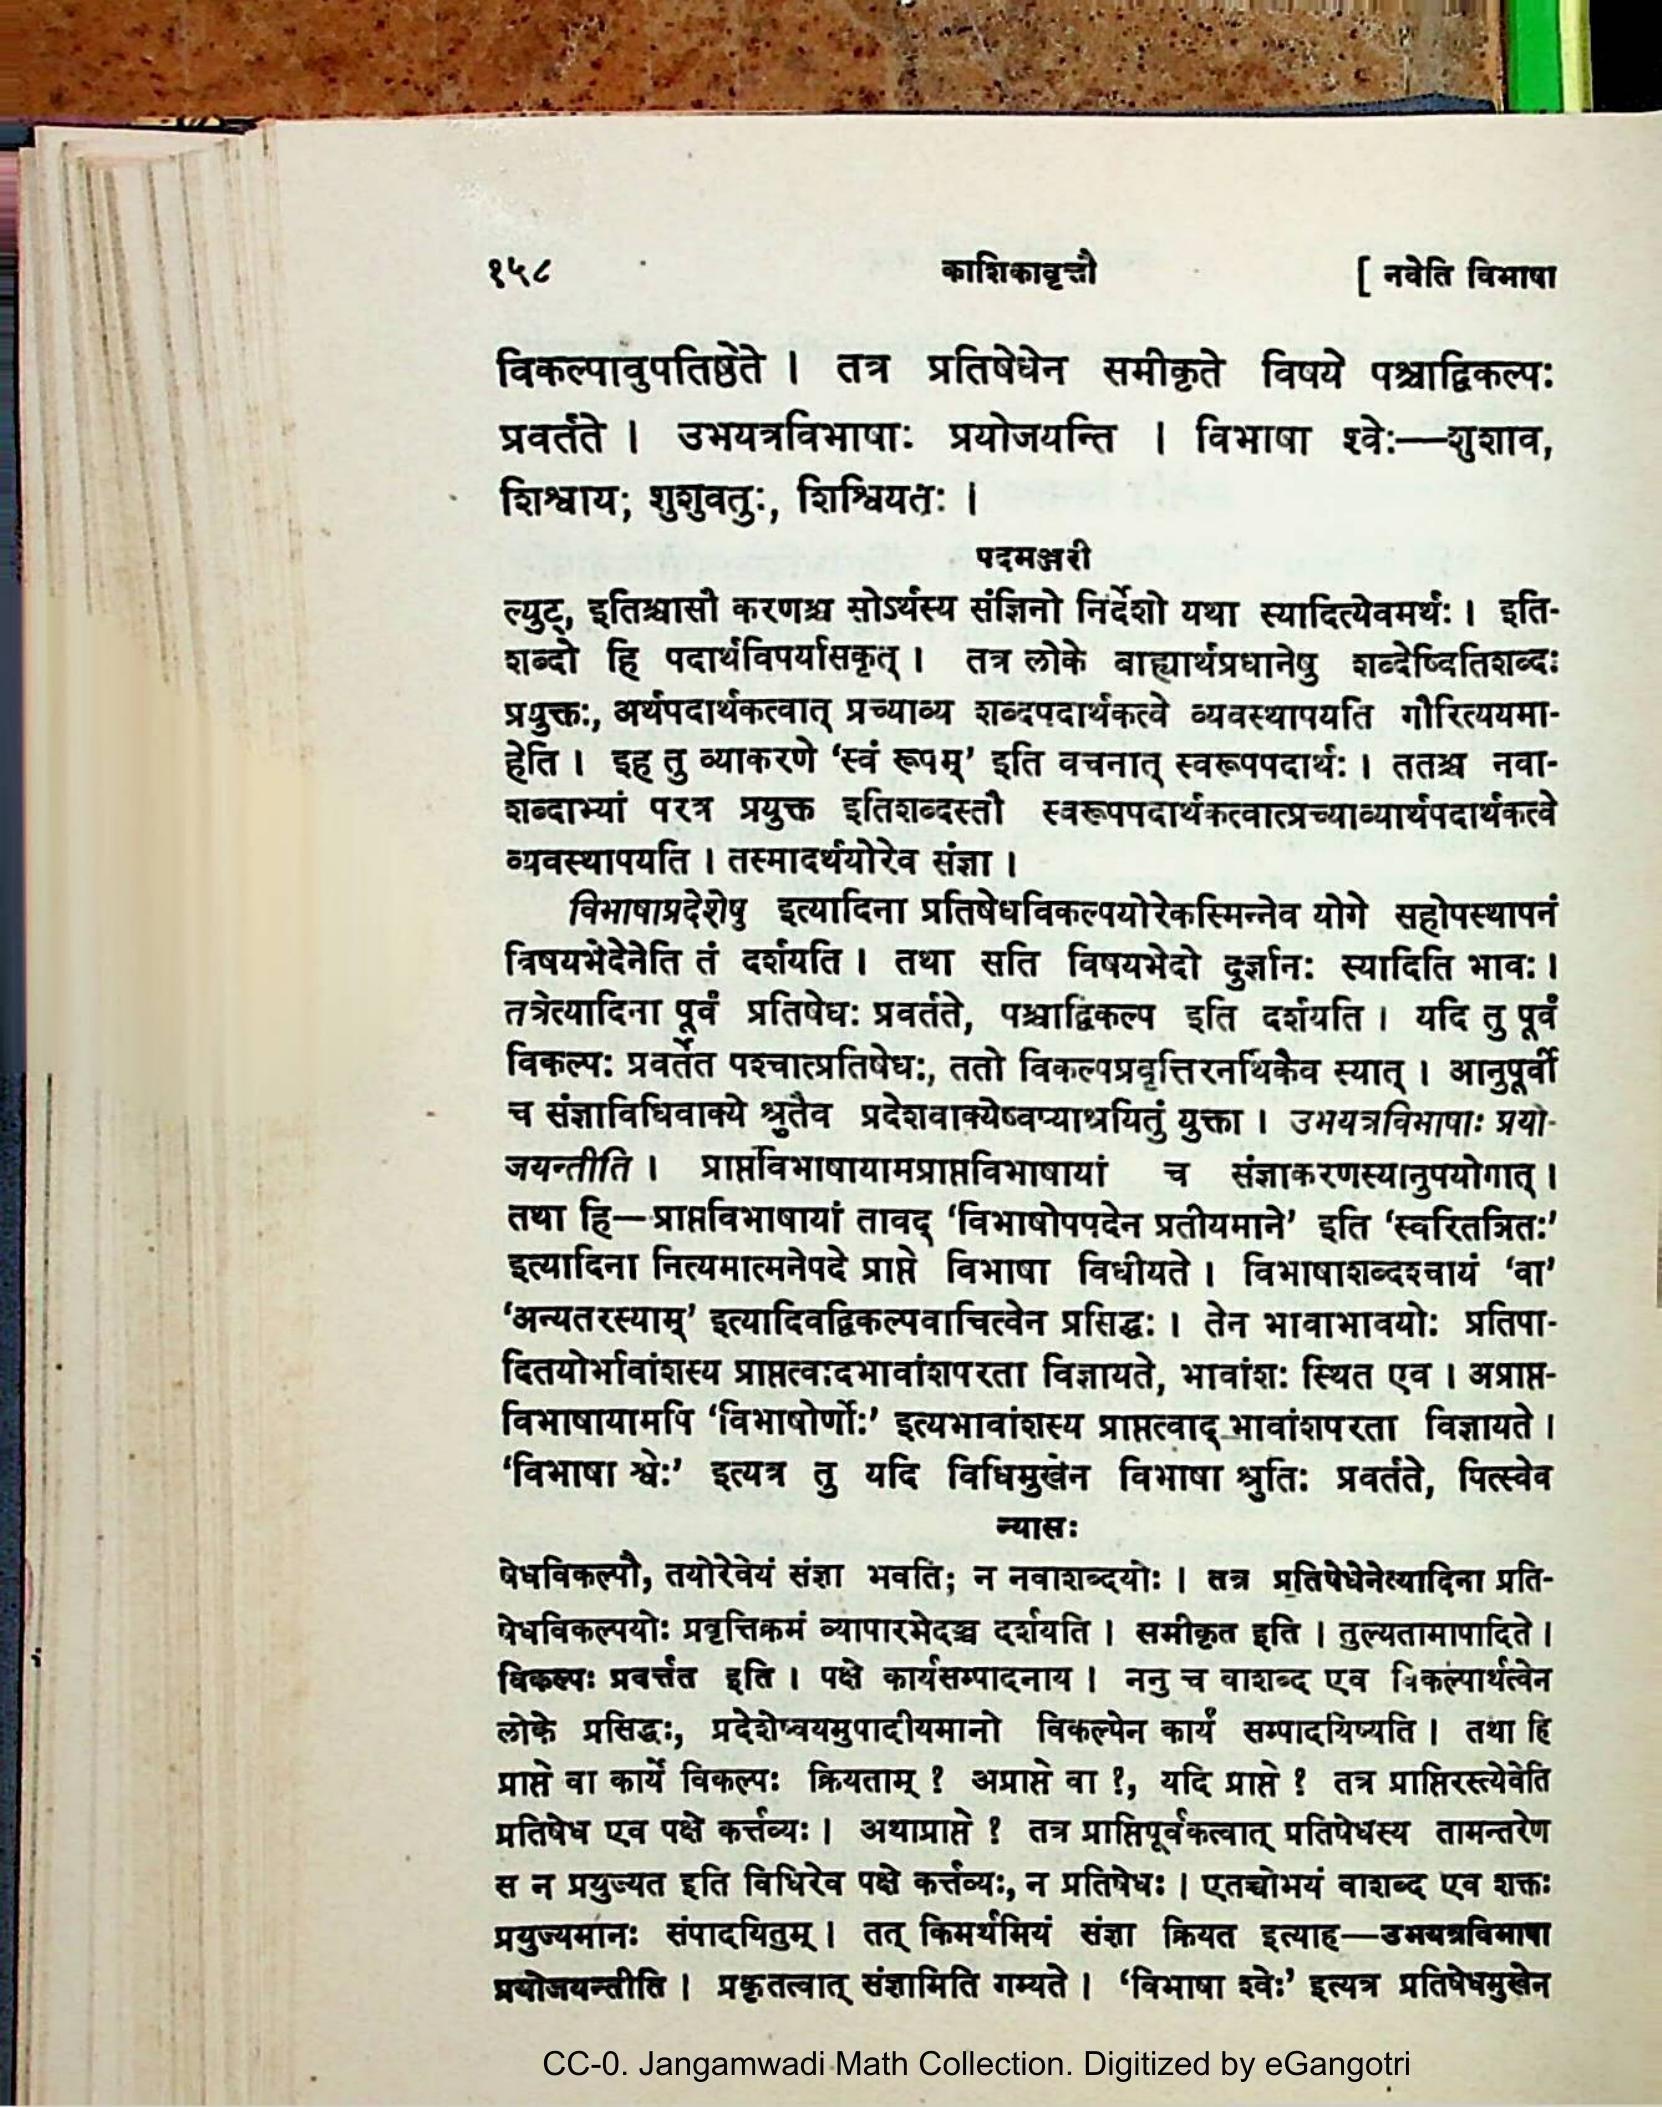 १५८ काशिकावृत्तौ [ नवेति विभाषा
विकल्पावुपतिष्ठेते । तत्र प्रतिषेधेन समीकृते विषये पश्चाद्विकल्पः
प्रवर्तते । उभयत्रविभाषाः प्रयोजयन्ति । विभाषा श्वेः—शुशाव,
शिश्वाय; शुशुवतुः, शिश्वियतुः ।
पदमञ्जरी
ल्युट्, इतिश्चासौ करणश्च सोऽर्थस्य संज्ञिनो निर्देशो यथा स्यादित्येवमर्थः । इति-
शब्दो हि पदार्थविपर्यासकृत् । तत्र लोके बाह्यार्थप्रधानेषु शब्देष्वितिशब्दः
प्रयुक्तः, अर्थपदार्थकत्वात् प्रच्याव्य शब्दपदार्थकत्वे व्यवस्थापयति गौरित्ययमा-
हेति । इह तु व्याकरणे ‘स्वं रूपम्’ इति वचनात् स्वरूपपदार्थः । ततश्च नवा-
शब्दाभ्यां परत्र प्रयुक्त इतिशब्दस्तौ स्वरूपपदार्थकत्वात्प्रच्याव्यार्थपदार्थकत्वे
व्यवस्थापयति । तस्मादर्थयोरेव संज्ञा ।
विभाषाप्रदेशेषु इत्यादिना प्रतिषेधविकल्पयोरेकस्मिन्नेव योगे सहोपस्थापनं
विषयभेदेनेति तं दर्शयति । तथा सति विषयभेदो दुर्ज्ञानः स्यादिति भावः ।
तत्रेत्यादिना पूर्वं प्रतिषेधः प्रवर्तते, पश्चाद्विकल्प इति दर्शयति । यदि तु पूर्वं
विकल्पः प्रवर्तेत पश्चात्प्रतिषेधः, ततो विकल्पप्रवृत्तिरनर्थिकैव स्यात् । आनुपूर्वी
च संज्ञाविधिवाक्ये श्रुतैव प्रदेशवाक्येष्वप्याश्रयितुं युक्ता । उभयत्रविभाषाः प्रयो-
जयन्तीति । प्राप्तविभाषायामप्राप्तविभाषायां च संज्ञाकरणस्यानुपयोगात् ।
तथा हि—प्राप्तविभाषायां तावद् ‘विभाषोपपदेन प्रतीयमाने’ इति ‘स्वरितञितः’
इत्यादिना नित्यमात्मनेपदे प्राप्ते विभाषा विधीयते । विभाषाशब्दश्चायं ‘वा’
‘अन्यतरस्याम्’ इत्यादिवद्विकल्पवाचित्वेन प्रसिद्धः । तेन भावाभावयोः प्रतिपा-
दितयोर्भावांशस्य प्राप्तत्वादभावांशपरता विज्ञायते, भावांशः स्थित एव । अप्राप्त-
विभाषायामपि ‘विभाषोर्णोः’ इत्यभावांशस्य प्राप्तत्वाद् भावांशपरता विज्ञायते ।
‘विभाषा श्वेः’ इत्यत्र तु यदि विधिमुखेन विभाषा श्रुतिः प्रवर्तते, पित्स्वेव
न्यासः
षेधविकल्पौ, तयोरेवेयं संज्ञा भवति; न नवाशब्दयोः । तत्र प्रतिषेधेनेत्यादिना प्रति-
षेधविकल्पयोः प्रवृत्तिक्रमं व्यापारभेदञ्च दर्शयति । समीकृत इति । तुल्यतामापादिते ।
विकल्पः प्रवर्त्तत इति । पक्षे कार्यसम्पादनाय । ननु च वाशब्द एव विकल्पार्थत्वेन
लोके प्रसिद्धः, प्रदेशेष्वयमुपादीयमानो विकल्पेन कार्यं सम्पादयिष्यति । तथा हि
प्राप्ते वा कार्ये विकल्पः क्रियताम् ? अप्राप्ते वा ?, यदि प्राप्ते ? तत्र प्राप्तिरस्त्येवेति
प्रतिषेध एव पक्षे कर्त्तव्यः । अथाप्राप्ते ? तत्र प्राप्तिपूर्वकत्वात् प्रतिषेधस्य तामन्तरेण
स न प्रयुज्यत इति विधिरेव पक्षे कर्त्तव्यः, न प्रतिषेधः । एतच्चोभयं वाशब्द एव शक्तः
प्रयुज्यमानः संपादयितुम् । तत् किमर्थमियं संज्ञा क्रियत इत्याह—उभयत्रविभाषा
प्रयोजयन्तीति । प्रकृतत्वात् संज्ञामिति गम्यते । ‘विभाषा श्वेः’ इत्यत्र प्रतिषेधमुखेन
CC-0. Jangamwadi Math Collection. Digitized by eGangotri